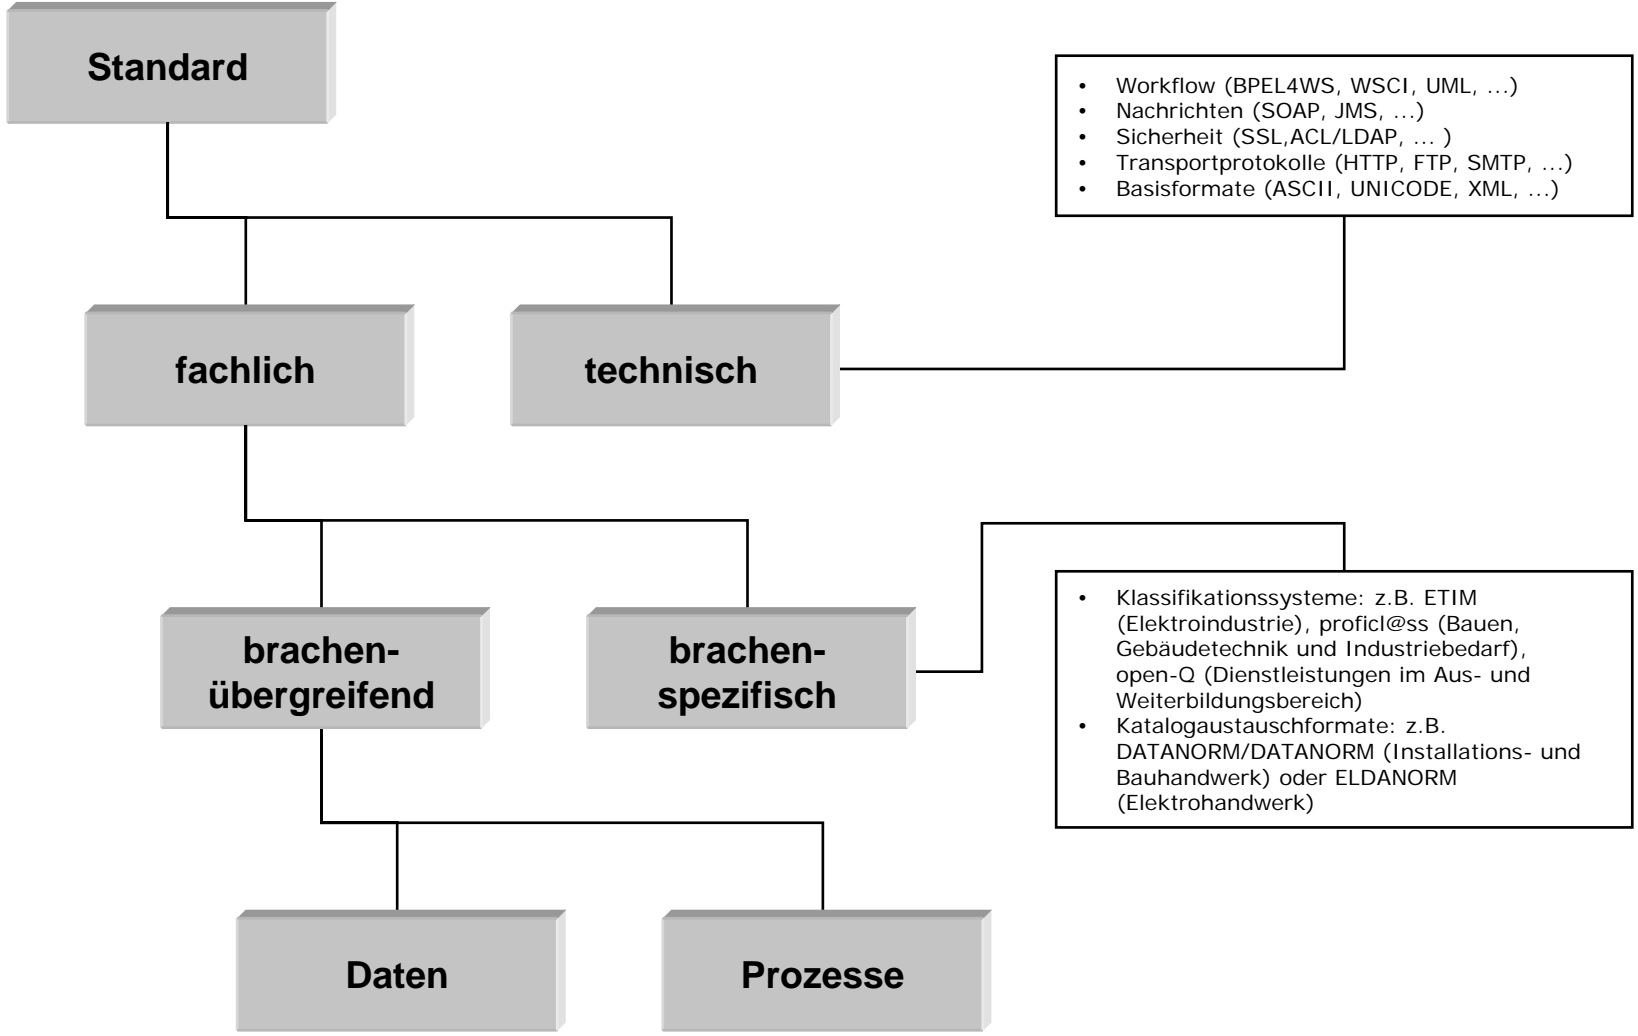 Standard
• Workflow (BPEL4WS, WSCI, UML, ...)
• Nachrichten (SOAP, JMS, ...)
• Sicherheit (SSL,ACL/LDAP, ... )
• Transportprotokolle (HTTP, FTP, SMTP, ...)
• Basisformate (ASCII, UNICODE, XML, ...)
fachlich
technisch
brachen-
übergreifend
brachen-
spezifisch
• Klassifikationssysteme: z.B. ETIM
(Elektroindustrie), proficl@ss (Bauen,
Gebäudetechnik und Industriebedarf),
open-Q (Dienstleistungen im Aus- und
Weiterbildungsbereich)
• Katalogaustauschformate: z.B.
DATANORM/DATANORM (Installations- und
Bauhandwerk) oder ELDANORM
(Elektrohandwerk)
Daten
Prozesse